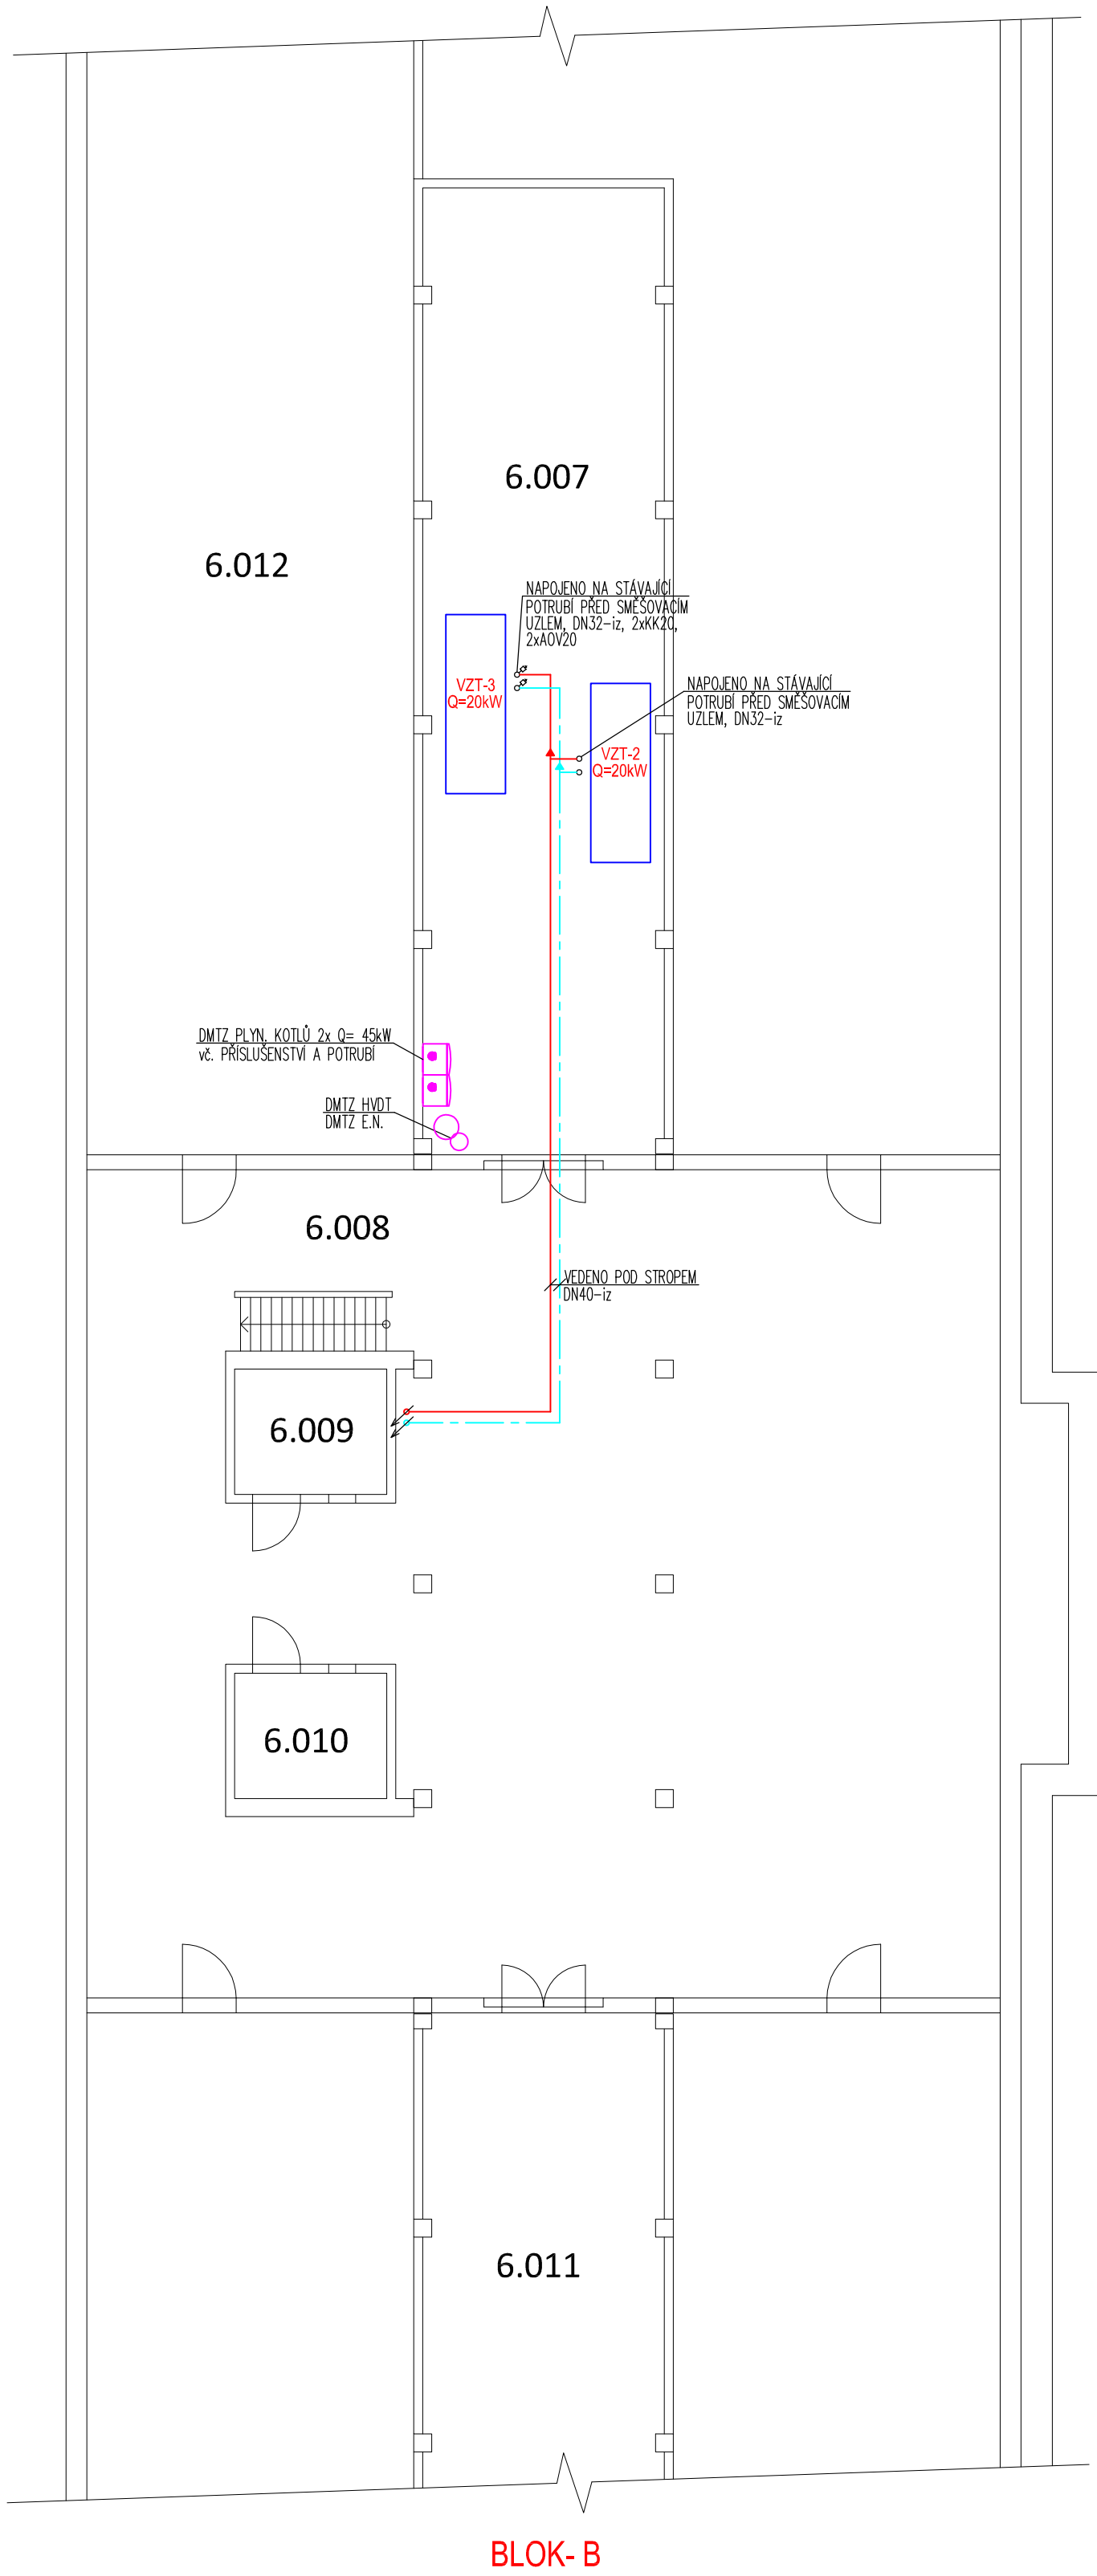 6.007
6.012
NAPOJENO NA STÁVAJÍCÍ
POTRUBÍ PŘED SMĚŠOVACÍM
UZLEM, DN32-iz, 2xKK20,
2xAOV20
VZT-3
Q=20kW
NAPOJENO NA STÁVAJÍCÍ
POTRUBÍ PŘED SMĚŠOVACÍM
UZLEM, DN32-iz
VZT-2
Q=20kW
DMTZ PLYN. KOTLŮ 2x Q= 45kW
vč. PŘÍSLUŠENSTVÍ A POTRUBÍ
DMTZ HVDT
DMTZ E.N.
6.008
VEDENO POD STROPEM
DN40-iz
6.009
6.010
6.011
BLOK- B